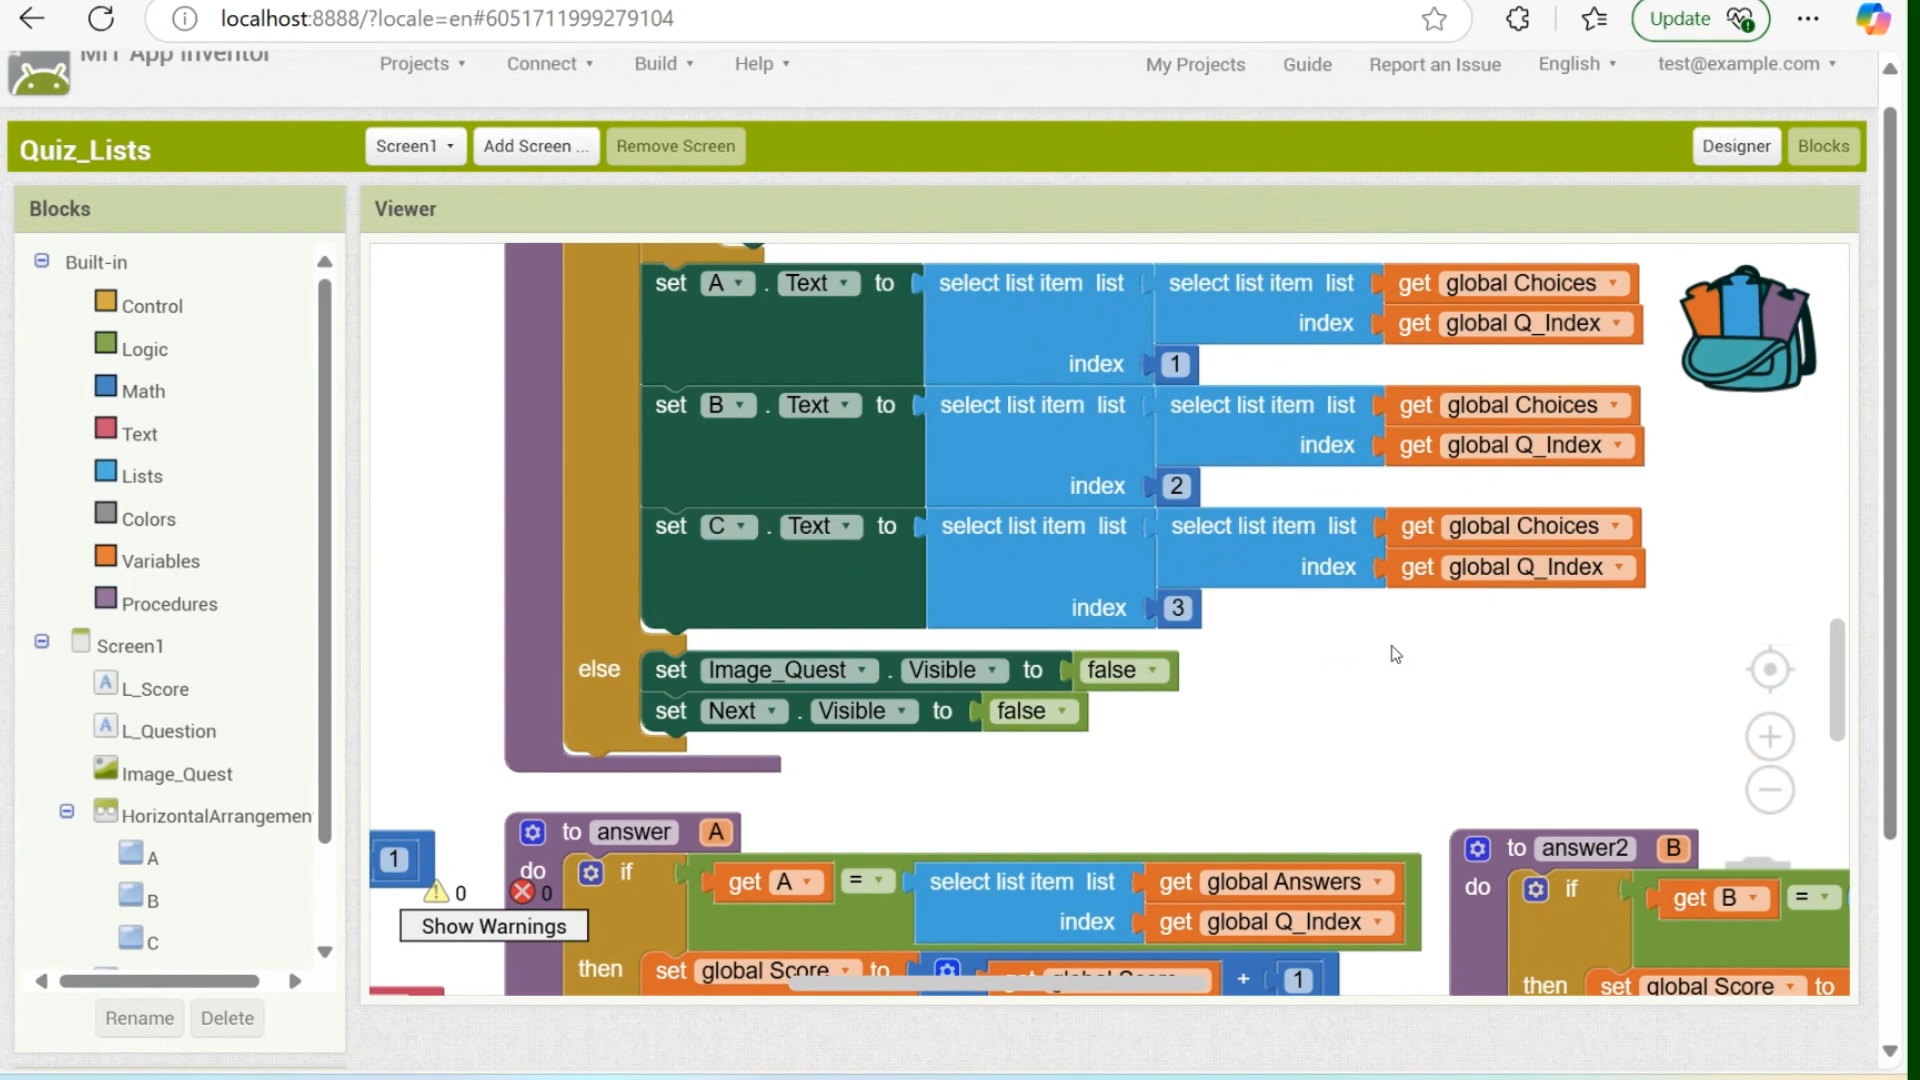 localhost:8888/?locale=en#6051711999279104
Update
MIT App Inventor
Projects
Connect
Build
Help
My Projects
Guide
Report an Issue
English
test@example.com
Quiz_Lists
Screen1
Add Screen ...
Remove Screen
Designer
Blocks
Blocks
Built-in
Control
Logic
Math
Text
Lists
Colors
Variables
Procedures
Screen1
L_Score
L_Question
Image_Quest
HorizontalArrangemen
A
B
C
Rename
Delete
Viewer
set A . Text to select list item list select list item list get global Choices
index get global Q_Index
index 1
set B . Text to select list item list select list item list get global Choices
index get global Q_Index
index 2
set C . Text to select list item list select list item list get global Choices
index get global Q_Index
index 3
else set Image_Quest . Visible to false
set Next . Visible to false
1
0
0
Show Warnings
to answer A
do if get A = select list item list get global Answers
index get global Q_Index
then set global Score to get global Score + 1
to answer2 B
do if get B =
then set global Score to